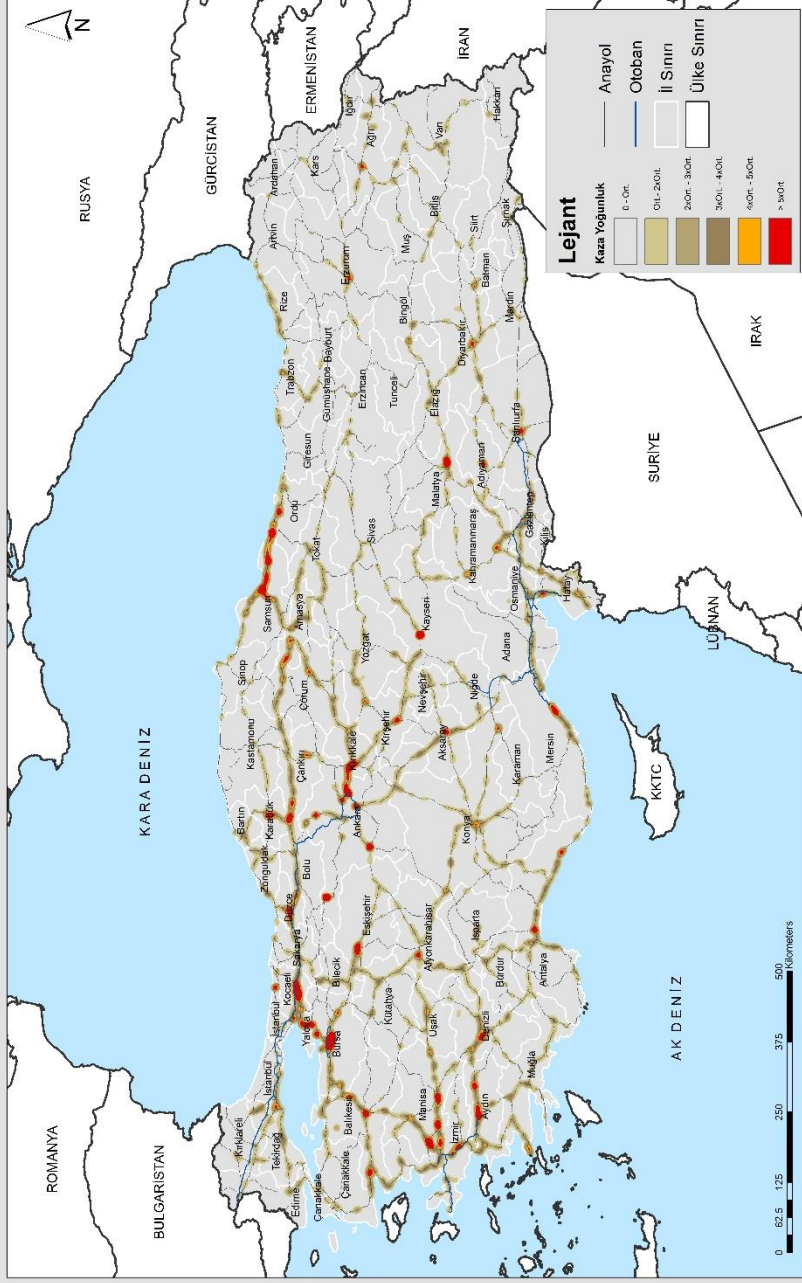 N
ROMANYA
RUSYA
BULGARİSTAN
KARA DENİZ
GÜRCİSTAN
ERMENİSTAN
İRAN
Kırklareli
Edirne
Tekirdağ
İstanbul
İstanbul
Kocaeli
Yalova
Sakarya
Düzce
Zonguldak
Bartın
Karabük
Kastamonu
Sinop
Samsun
Ordu
Giresun
Trabzon
Rize
Artvin
Ardahan
Kars
Iğdır
Ağrı
Çanakkale
Çanakkale
Balıkesir
Bursa
Bilecik
Bolu
Çankırı
Çorum
Amasya
Tokat
Gümüşhane
Bayburt
Erzincan
Erzurum
Kütahya
Eskişehir
Ankara
Kırıkkale
Yozgat
Sivas
Tunceli
Bingöl
Muş
Bitlis
Van
Hakkari
Manisa
İzmir
Uşak
Afyonkarahisar
Kırşehir
Nevşehir
Kayseri
Malatya
Elazığ
Diyarbakır
Batman
Siirt
Şırnak
Aydın
Denizli
Isparta
Burdur
Konya
Aksaray
Niğde
Kahramanmaraş
Adıyaman
Şanlıurfa
Mardin
Muğla
Antalya
Karaman
Mersin
Adana
Osmaniye
Gaziantep
Kilis
Hatay
AK DENİZ
KKTC
LÜBNAN
SURİYE
IRAK
0 62.5 125 250 375 500
Kilometers
Lejant
Kaza Yoğunluk
0 - Ort.
Ort - 2xOrt.
2xOrt. - 3xOrt.
3xOrt. - 4xOrt.
4xOrt - 5xOrt.
> 5xOrt
Anayol
Otoban
İl Sınırı
Ülke Sınırı